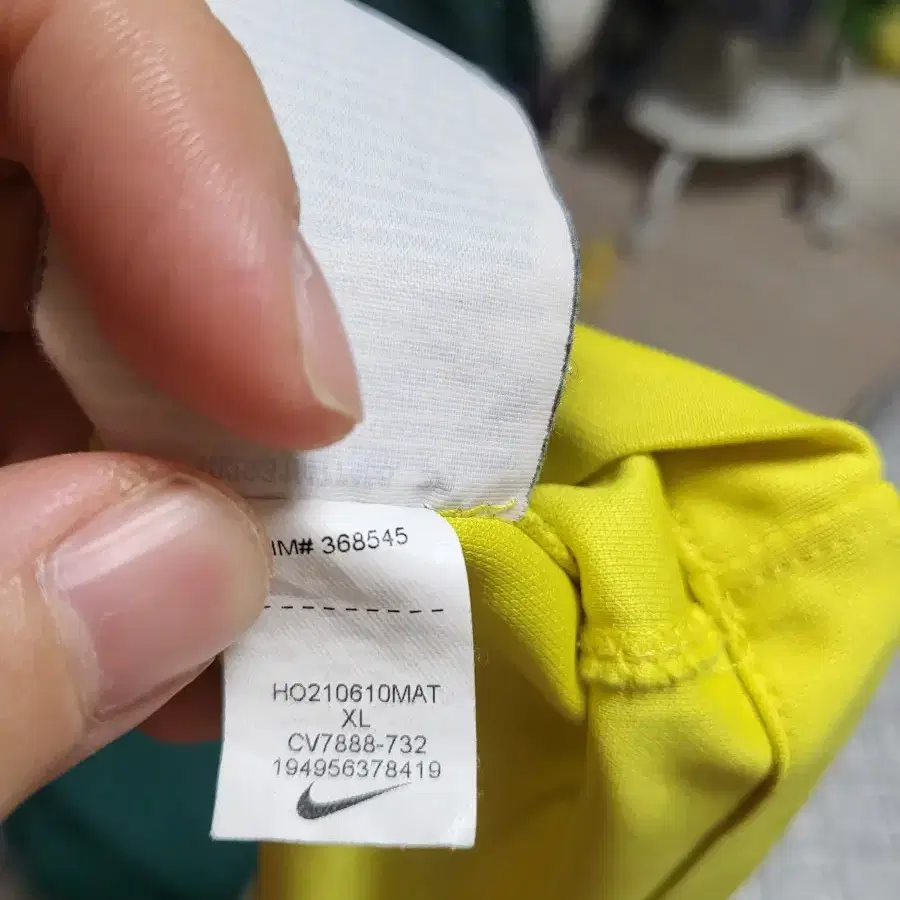 IM# 368545
HO210610MAT
XL
CV7888-732
194956378419